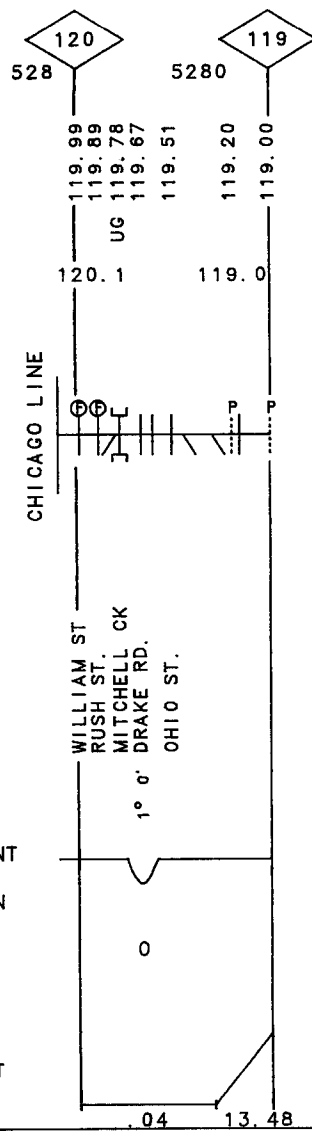 120
119
528
5280
119.99
119.89
UG 119.78
119.67
119.51
119.20
119.00
120.1
119.0
CHICAGO LINE
F
F
P
P
WILLIAM ST
RUSH ST.
MITCHELL CK
1° 0' DRAKE RD.
OHIO ST.
NT
N
0
T
.04
13.48